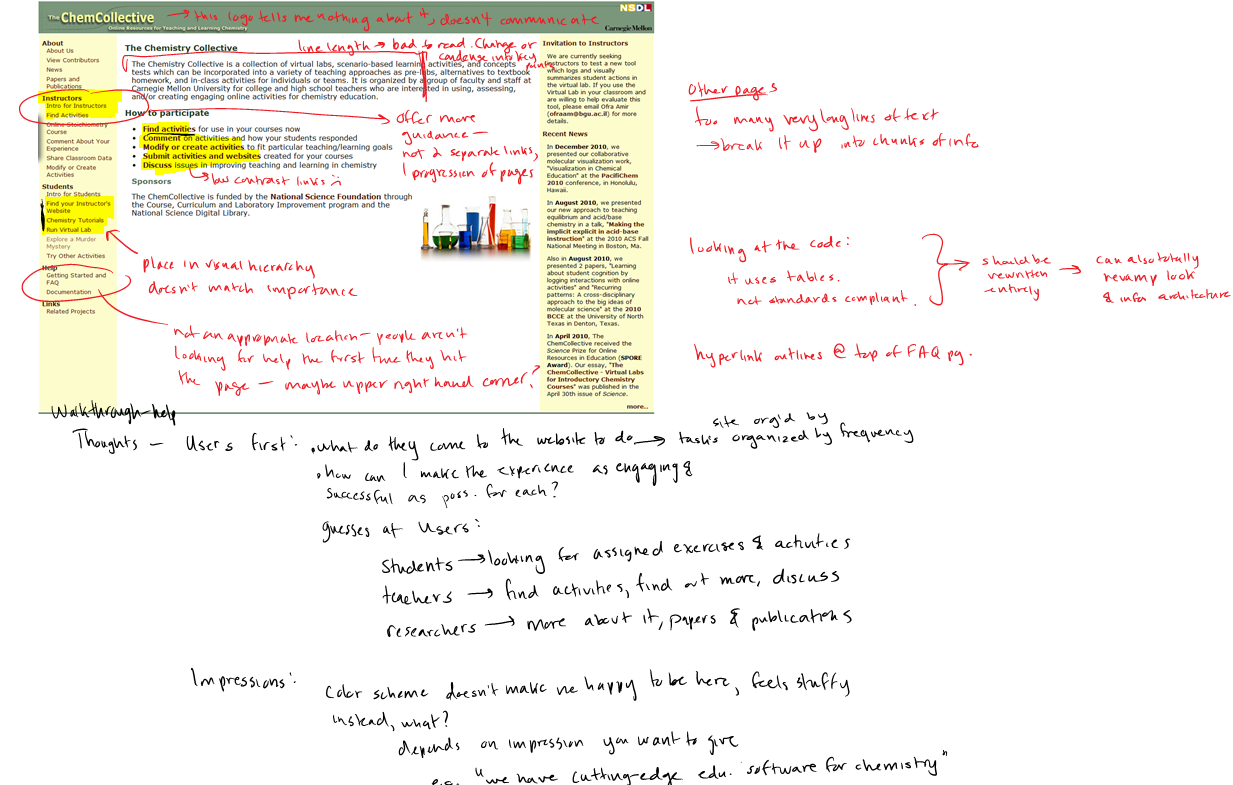 The ChemCollective
Online Resources for Teaching and Learning Chemistry
→ this logo tells me nothing about it, doesn't communicate
NSDL
Carnegie Mellon
About
About Us
View Contributors
News
Papers and
Publications
Instructors
Intro for Instructors
Find Activities
Online Stoichiometry
Course
Comment About Your
Experience
Share Classroom Data
Modify or Create
Activities
Students
Intro for Students
Find your Instructor's
Website
Chemistry Tutorials
Run Virtual Lab
Explore a Murder
Mystery
Try Other Activities
Help
Getting Started and
FAQ
Documentation
Links
Related Projects
The Chemistry Collective
line length → bad to read. Change or
condense into key
points
The Chemistry Collective is a collection of virtual labs, scenario-based learning activities, and concept
tests which can be incorporated into a variety of teaching approaches as pre-labs, alternatives to textbook
homework, and in-class activities for individuals or teams. It is organized by a group of faculty and staff at
Carnegie Mellon University for college and high school teachers who are interested in using, assessing,
and/or creating engaging online activities for chemistry education.
How to participate
• Find activities for use in your courses now
• Comment on activities and how your students responded
• Modify or create activities to fit particular teaching/learning goals
• Submit activities and websites created for your courses
• Discuss issues in improving teaching and learning in chemistry
low contrast links :(
offer more
guidance —
not 2 separate links,
1 progression of pages
Sponsors
The ChemCollective is funded by the National Science Foundation through
the Course, Curriculum and Laboratory Improvement program and the
National Science Digital Library.
place in visual hierarchy
doesn't match importance
not an appropriate location — people aren't
looking for help the first time they hit
the page — maybe upper right hand corner?
Invitation to Instructors
We are currently seeking
instructors to test a new tool
which logs and visually
summarizes student actions in
the virtual lab. If you use the
Virtual Lab in your classroom and
are willing to help evaluate this
tool, please email Ofra Amir
(ofraam@bgu.ac.il) for more
details.
Recent News
In December 2010, we
presented our collaborative
molecular visualization work,
"Visualization in Chemical
Education" at the PacifiChem
2010 conference, in Honolulu,
Hawaii.
In August 2010, we presented
our new approach to teaching
equilibrium and acid/base
chemistry in a talk, "Making the
implicit explicit in acid-base
instruction" at the 2010 ACS Fall
National Meeting in Boston, Ma.
Also in August 2010, we
presented 2 papers, "Learning
about student cognition by
logging interactions with online
activities" and "Recurring
patterns: A cross-disciplinary
approach to the big ideas
of molecular science" at the 2010
BCCE at the University of North
Texas in Denton, Texas.
In April 2010, The
ChemCollective received the
Science Prize for Online
Resources in Education (SPORE
Award). Our essay, "The
ChemCollective - Virtual Labs
for Introductory Chemistry
Courses" was published in the
April 30th issue of Science.
more..
Other pages
too many very long lines of text
→ break it up into chunks of info
looking at the code:
it uses tables.
not standards compliant.
→ should be
rewritten
entirely
→ can also totally
revamp look
& info architecture
hyperlink outlines @ top of FAQ pg.
Walkthrough-help
Thoughts — Users first: • what do they come to the website to do → tasks organized by frequency
site org'd by
• how can I make the experience as engaging &
successful as poss. for each?
guesses at users:
Students → looking for assigned exercises & activities
teachers → find activities, find out more, discuss
researchers → more about it, papers & publications
Impressions: Color scheme doesn't make me happy to be here, feels stuffy
instead, what?
depends on impression you want to give
e.g. "we have cutting-edge edu. software for chemistry"